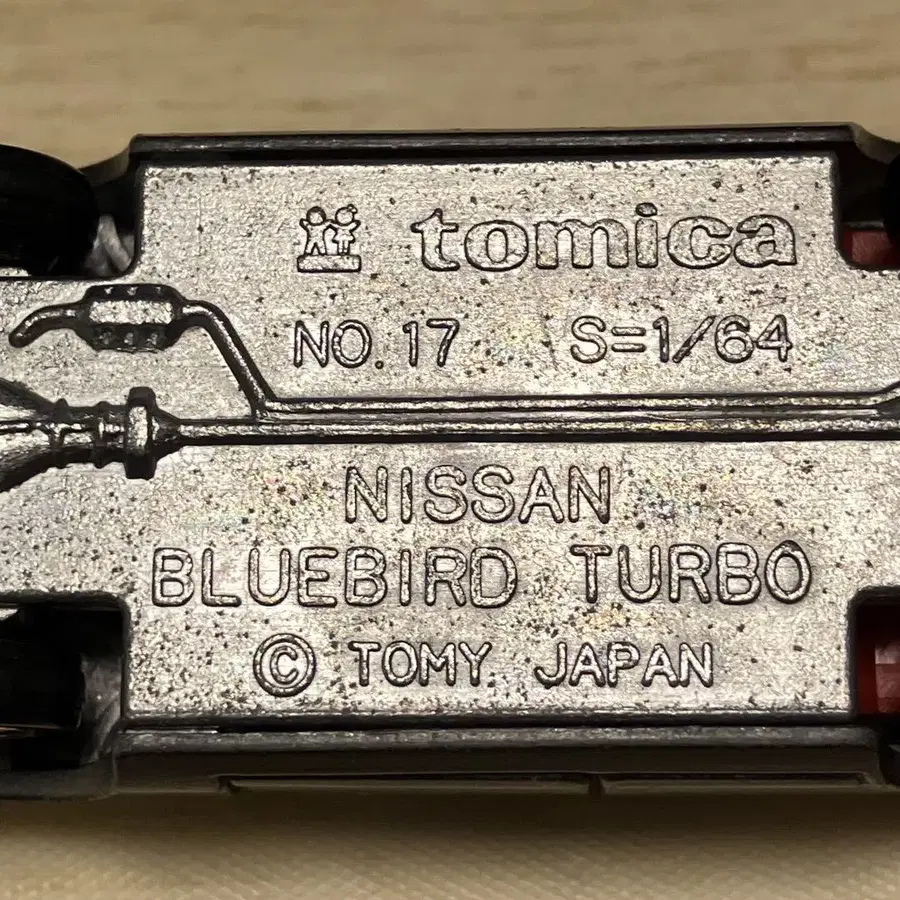 tomica
NO. 17 S=1/64
NISSAN
BLUEBIRD TURBO
© TOMY JAPAN